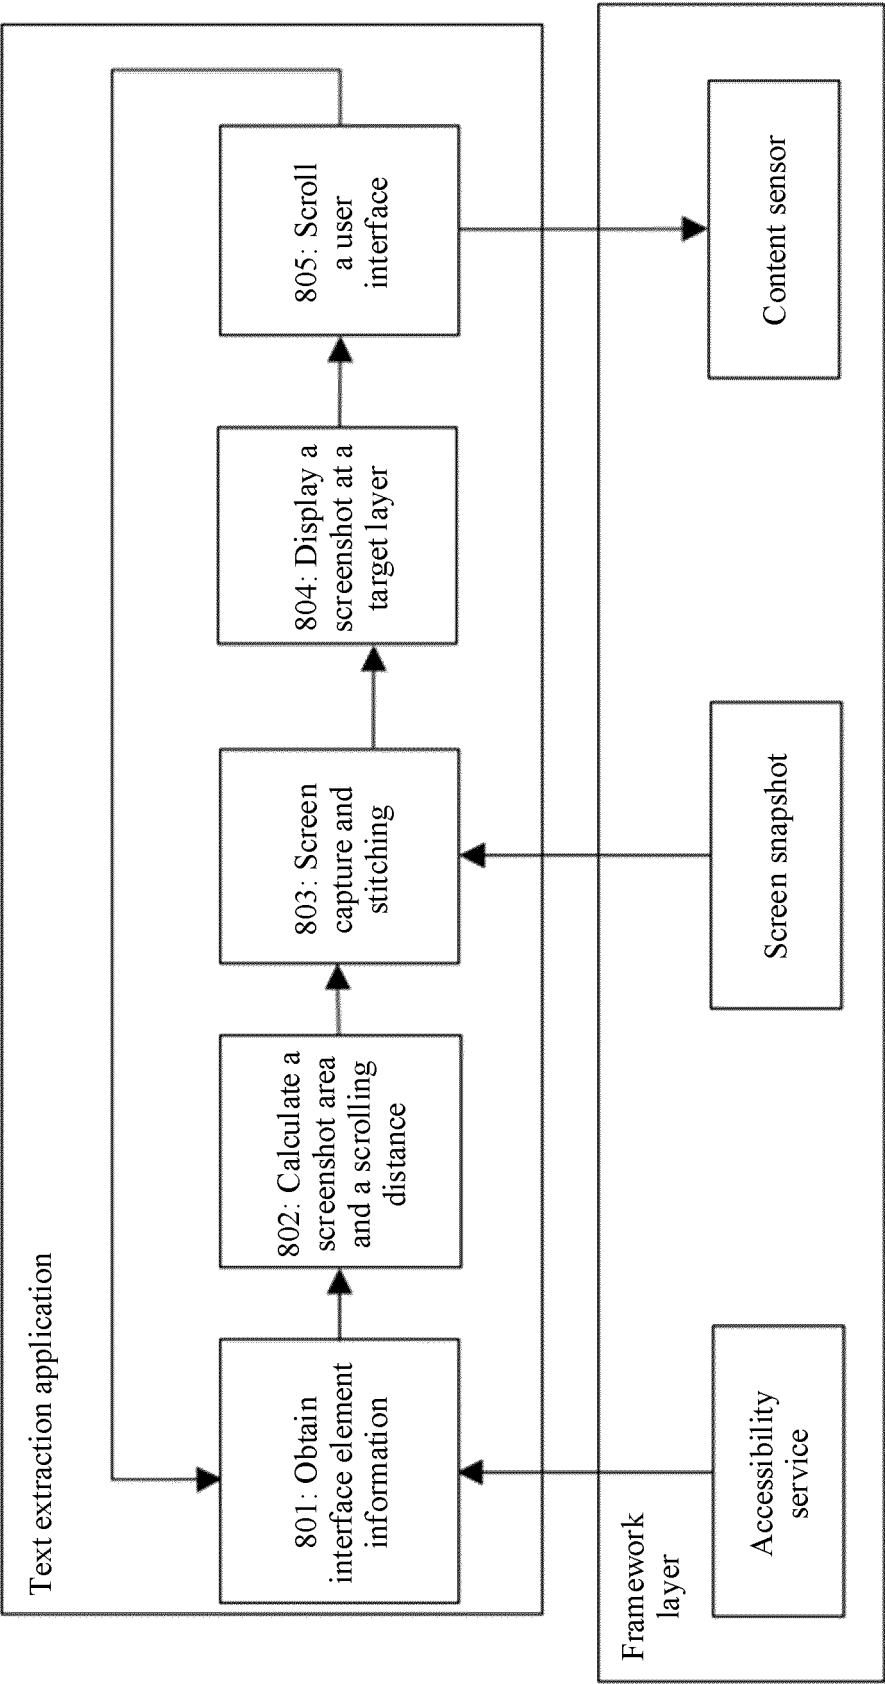 Text extraction application
801: Obtain
interface element
information
802: Calculate a
screenshot area
and a scrolling
distance
803: Screen
capture and
stitching
804: Display a
screenshot at a
target layer
805: Scroll
a user
interface
Framework
layer
Accessibility
service
Screen snapshot
Content sensor